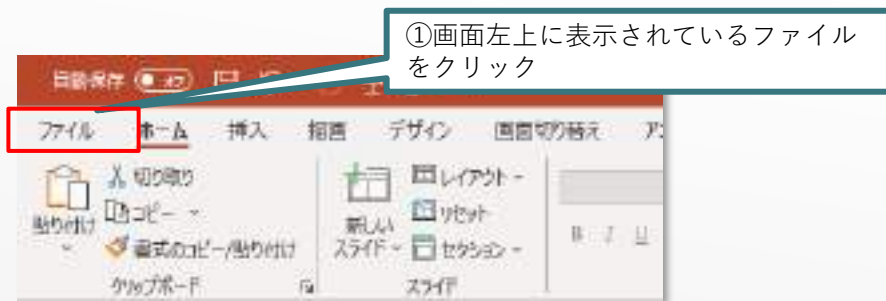 ①画面左上に表示されているファイル
をクリック
自動保存 オフ
ファイル ホーム 挿入 描画 デザイン 画面切り替え
切り取り
コピー
書式のコピー/貼り付け
貼り付け
クリップボード
新しい
スライド
レイアウト
リセット
セクション
スライド
B I U